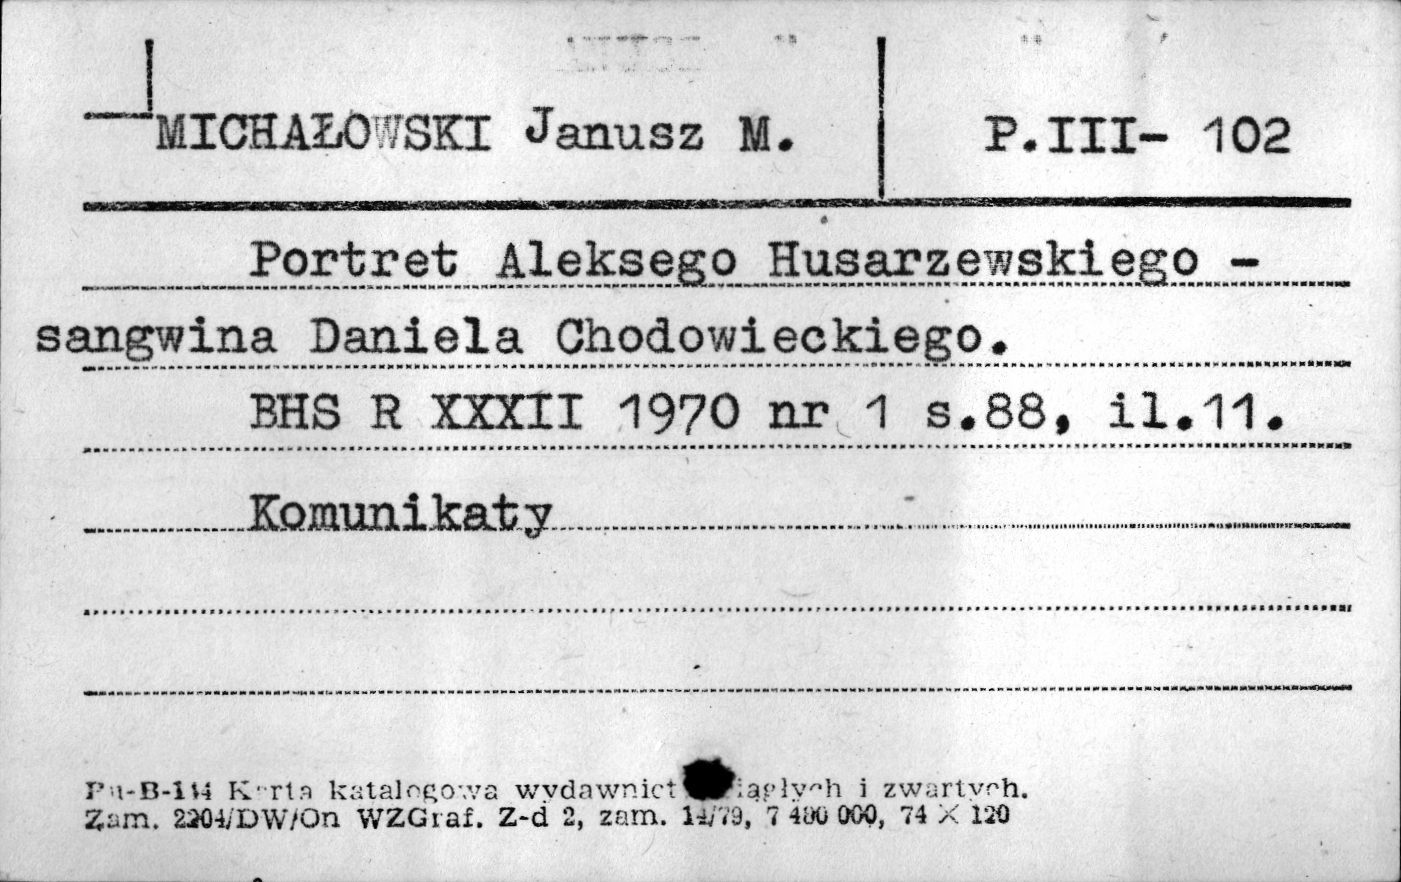 MICHAŁOWSKI Janusz M.
P.III- 102
Portret Aleksego Husarzewskiego -
sangwina Daniela Chodowieckiego.
BHS R XXXII 1970 nr 1 s.88, il.11.
Komunikaty
Pu-B-114 Karta katalogowa wydawnict ciągłych i zwartych.
Zam. 2204/DW/On WZGraf. Z-d 2, zam. 14/79, 7 400 000, 74 X 120